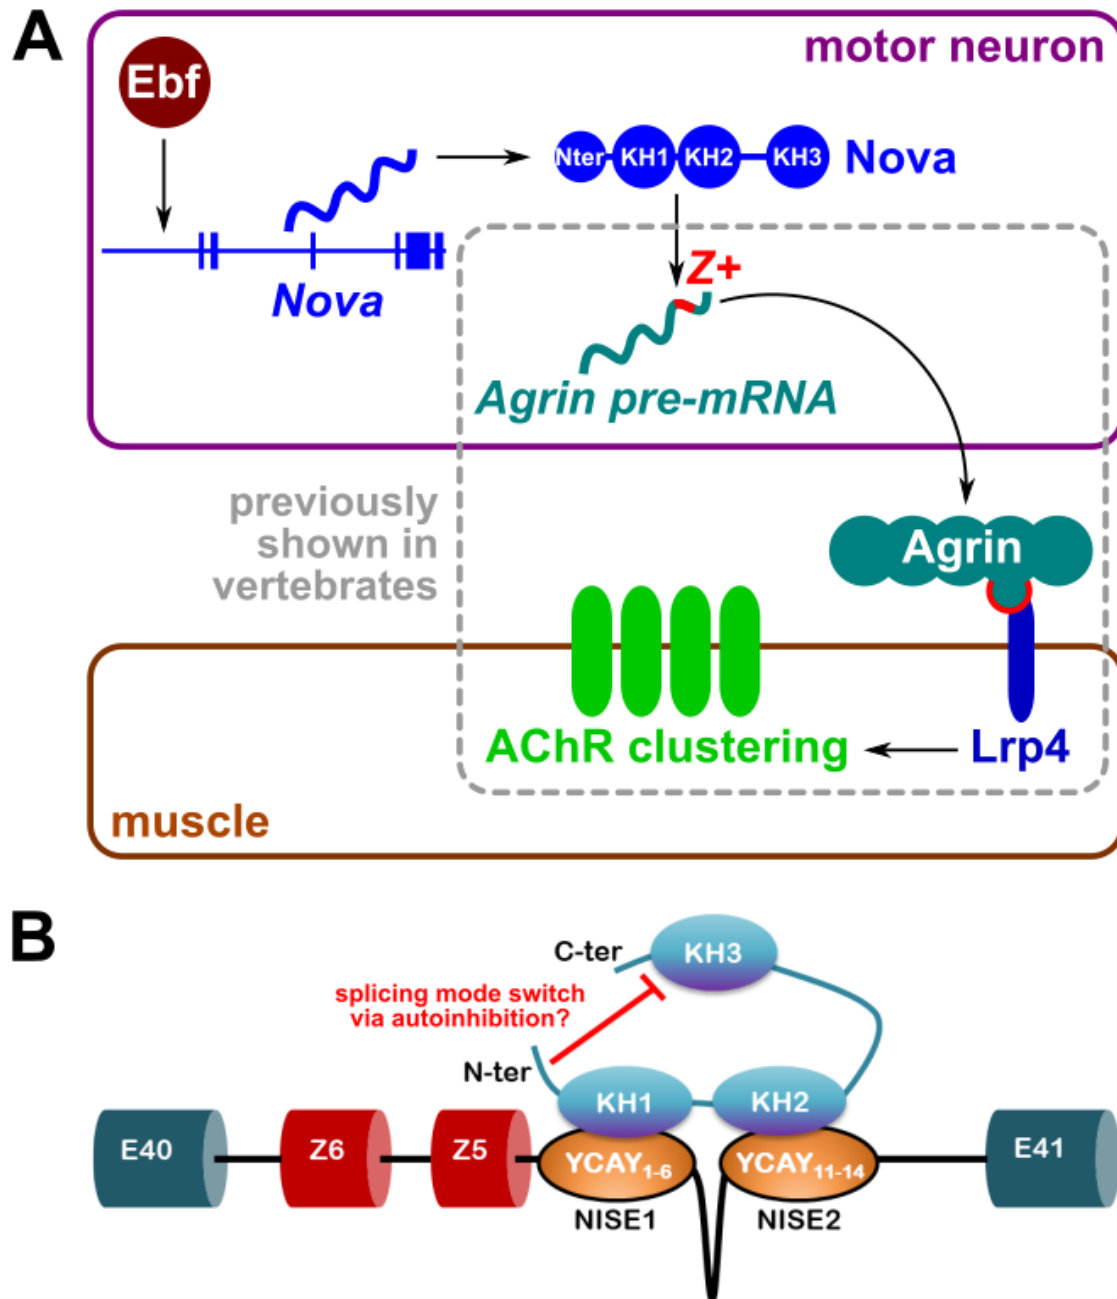 A
motor neuron
Ebf
Nter KH1 KH2 KH3 Nova
Nova
Z+
Agrin pre-mRNA
previously
shown in
vertebrates
Agrin
AChR clustering
Lrp4
muscle
B
C-ter
KH3
splicing mode switch
via autoinhibition?
N-ter
KH1
KH2
E40
Z6
Z5
YCAY1-6
YCAY11-14
E41
NISE1
NISE2